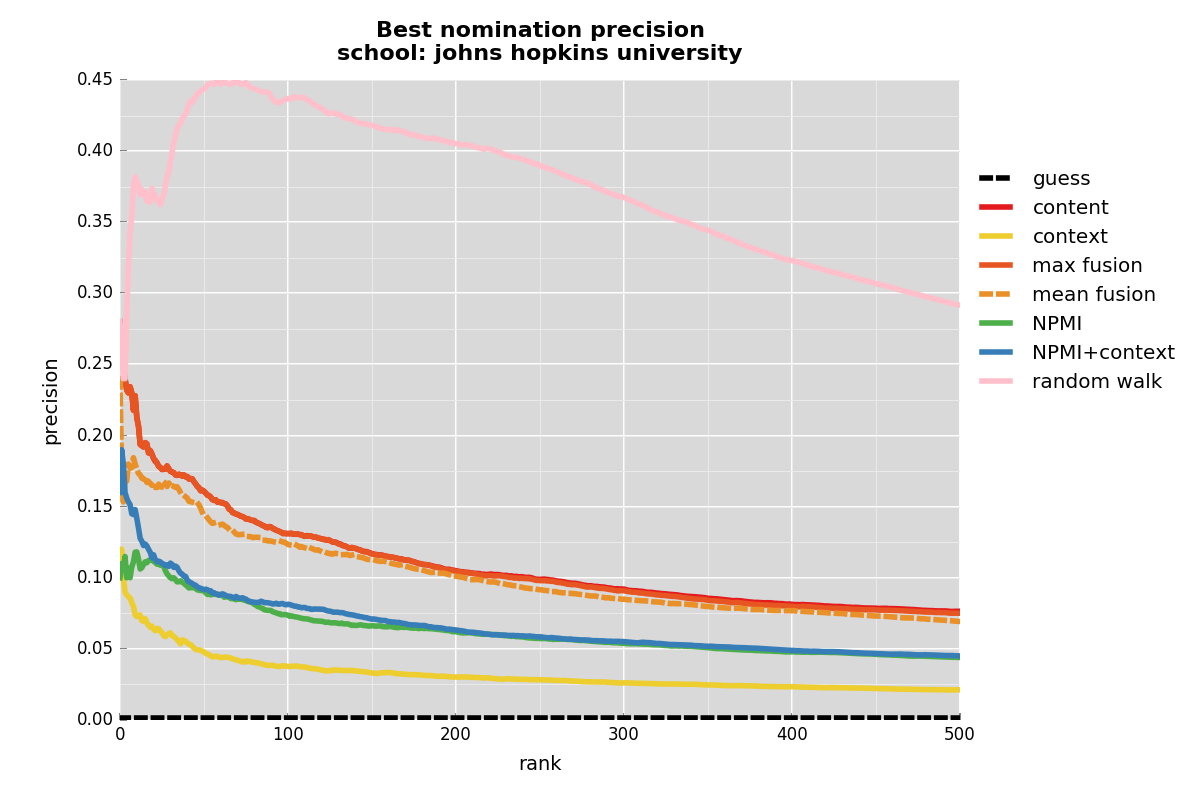 Best nomination precision
school: johns hopkins university
precision
0.45
0.40
0.35
0.30
0.25
0.20
0.15
0.10
0.05
0.00
0 100 200 300 400 500
rank
guess
content
context
max fusion
mean fusion
NPMI
NPMI+context
random walk